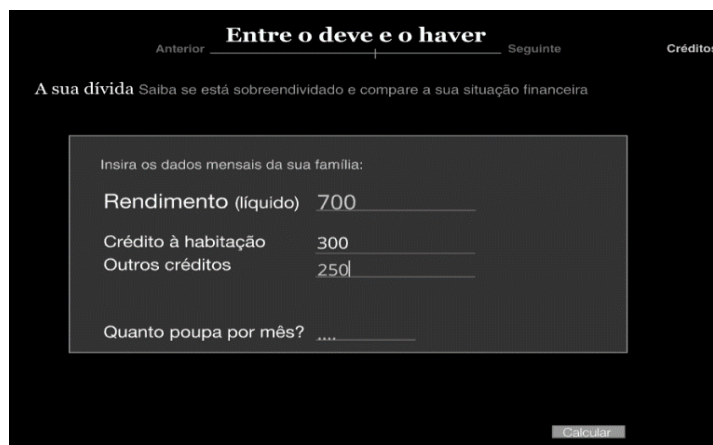 Entre o deve e o haver
Anterior
Seguinte
Créditos
A sua dívida Saiba se está sobreendividado e compare a sua situação financeira
Insira os dados mensais da sua família:
Rendimento (líquido) 700
Crédito à habitação 300
Outros créditos 250
Quanto poupa por mês? ....
Calcular